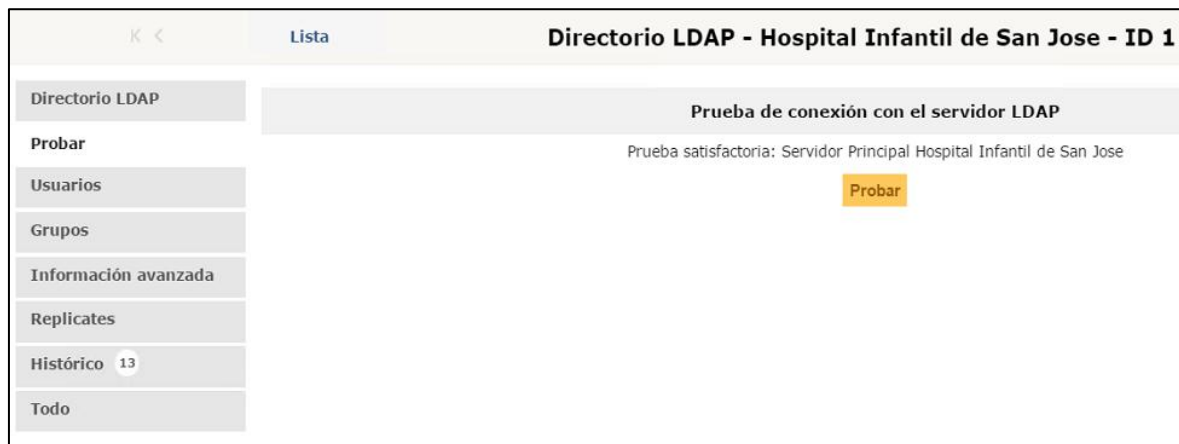 Lista
Directorio LDAP - Hospital Infantil de San Jose - ID 1
Directorio LDAP
Probar
Usuarios
Grupos
Información avanzada
Replicates
Histórico 13
Todo
Prueba de conexión con el servidor LDAP
Prueba satisfactoria: Servidor Principal Hospital Infantil de San Jose
Probar